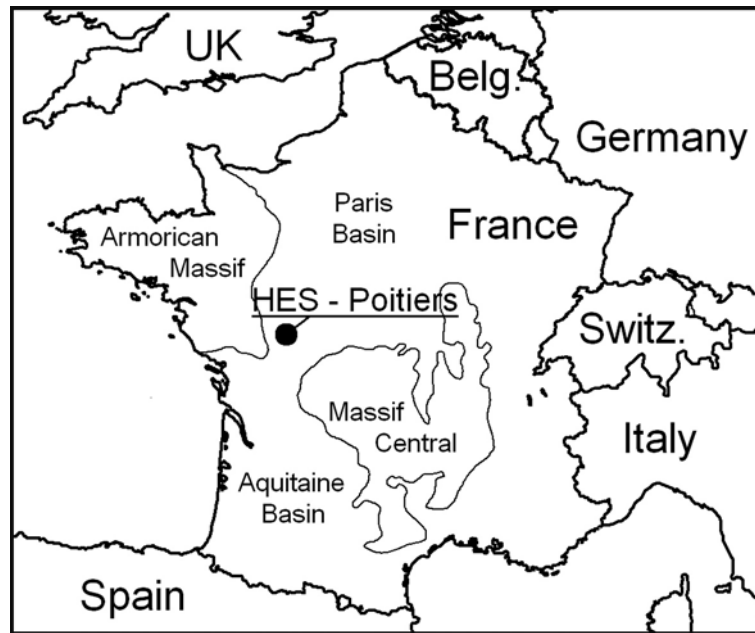 UK
Belg.
Germany
Paris
Basin
France
Armorican
Massif
HES - Poitiers
Switz.
Massif
Central
Italy
Aquitaine
Basin
Spain